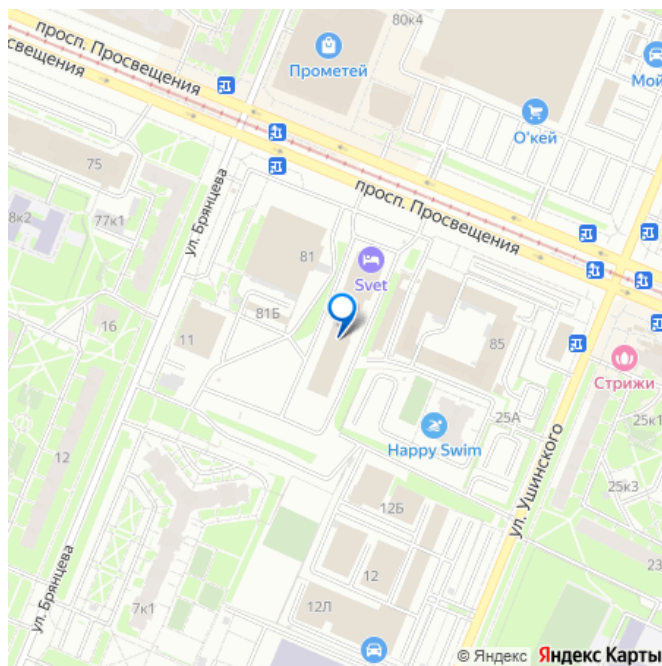 80к4
просп. Просвещения
свещения
Прометей
Мой
О'кей
75
ул. Брянцева
просп. Просвещения
8к2
77к1
81
Svet
81Б
16
11
85
Стрижи
25А
25к1
Happy Swim
12
ул. Ушинского
25к3
12Б
23
ул. Брянцева
12
7к1
12Л
© Яндекс Яндекс Карты